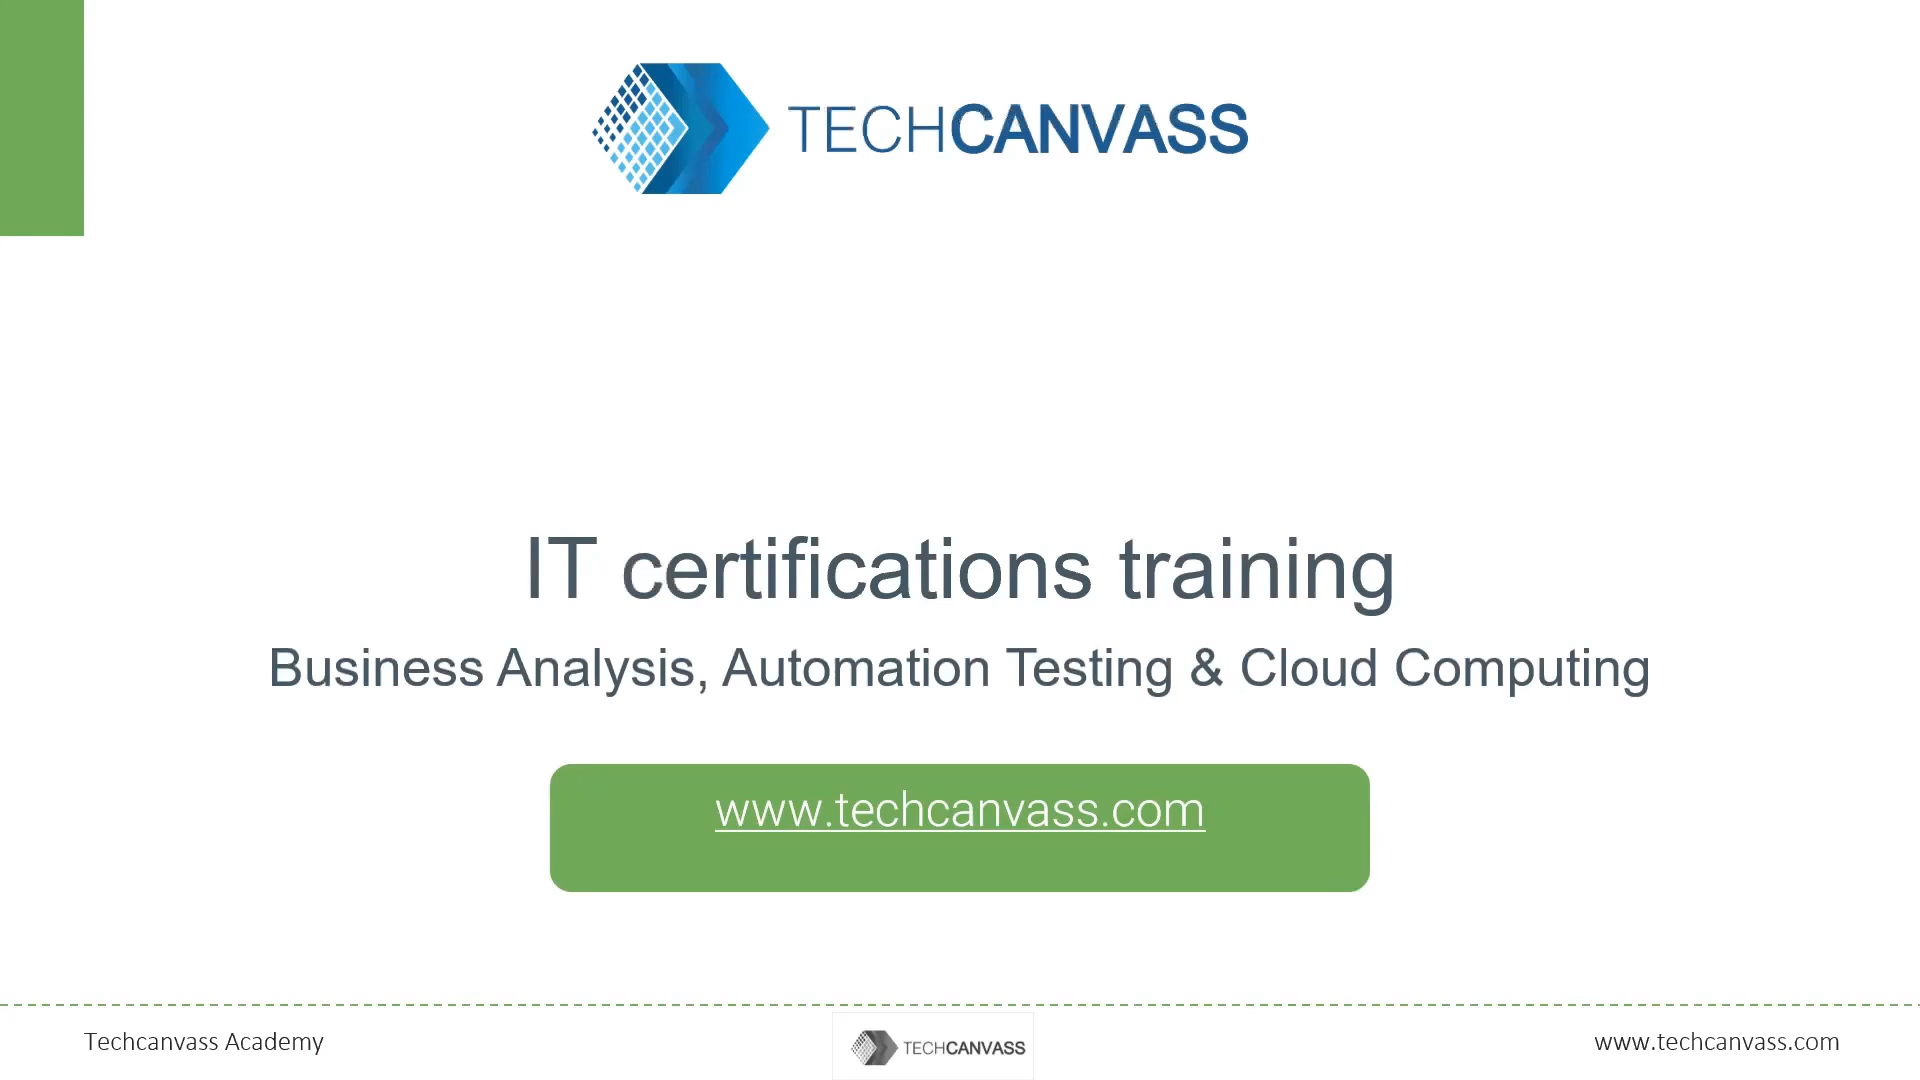 TECHCANVASS
IT certifications training
Business Analysis, Automation Testing & Cloud Computing
www.techcanvass.com
Techcanvass Academy
TECHCANVASS
www.techcanvass.com